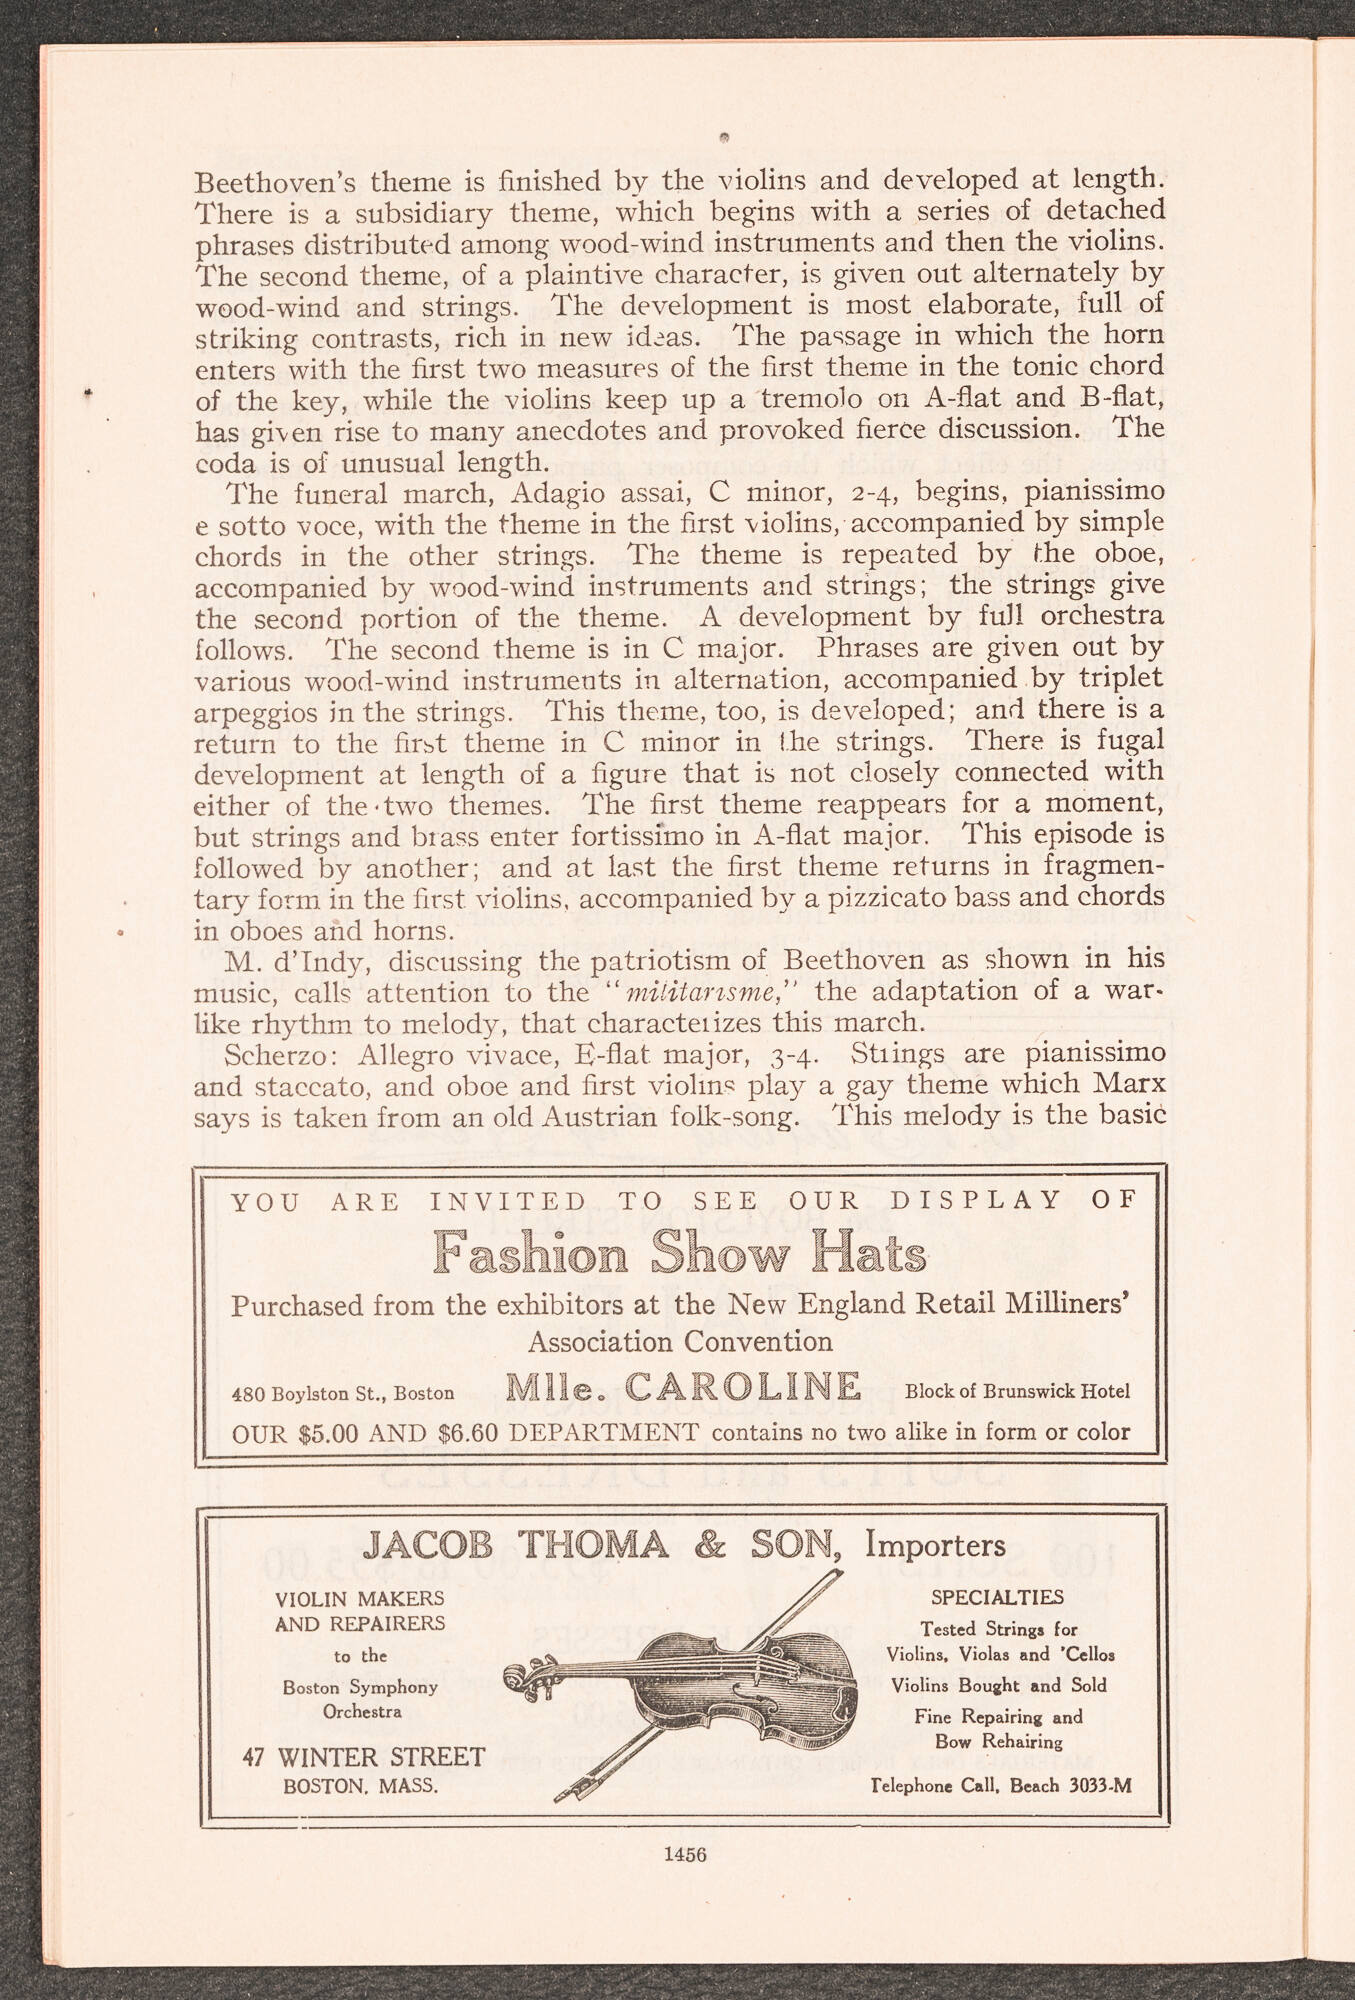 Beethoven's theme is finished by the violins and developed at length.
There is a subsidiary theme, which begins with a series of detached
phrases distributed among wood-wind instruments and then the violins.
The second theme, of a plaintive character, is given out alternately by
wood-wind and strings. The development is most elaborate, full of
striking contrasts, rich in new ideas. The passage in which the horn
enters with the first two measures of the first theme in the tonic chord
of the key, while the violins keep up a tremolo on A-flat and B-flat,
has given rise to many anecdotes and provoked fierce discussion. The
coda is of unusual length.
The funeral march, Adagio assai, C minor, 2-4, begins, pianissimo
e sotto voce, with the theme in the first violins, accompanied by simple
chords in the other strings. The theme is repeated by the oboe,
accompanied by wood-wind instruments and strings; the strings give
the second portion of the theme. A development by full orchestra
follows. The second theme is in C major. Phrases are given out by
various wood-wind instruments in alternation, accompanied by triplet
arpeggios in the strings. This theme, too, is developed; and there is a
return to the first theme in C minor in the strings. There is fugal
development at length of a figure that is not closely connected with
either of the two themes. The first theme reappears for a moment,
but strings and brass enter fortissimo in A-flat major. This episode is
followed by another; and at last the first theme returns in fragmen-
tary form in the first violins, accompanied by a pizzicato bass and chords
in oboes and horns.
M. d'Indy, discussing the patriotism of Beethoven as shown in his
music, calls attention to the "militarisme," the adaptation of a war-
like rhythm to melody, that characterizes this march.
Scherzo: Allegro vivace, E-flat major, 3-4. Strings are pianissimo
and staccato, and oboe and first violins play a gay theme which Marx
says is taken from an old Austrian folk-song. This melody is the basic
YOU ARE INVITED TO SEE OUR DISPLAY OF
Fashion Show Hats
Purchased from the exhibitors at the New England Retail Milliners'
Association Convention
480 Boylston St., Boston Mlle. CAROLINE Block of Brunswick Hotel
OUR $5.00 AND $6.60 DEPARTMENT contains no two alike in form or color
JACOB THOMA & SON, Importers
VIOLIN MAKERS
AND REPAIRERS
to the
Boston Symphony
Orchestra
47 WINTER STREET
BOSTON, MASS.
SPECIALTIES
Tested Strings for
Violins, Violas and 'Cellos
Violins Bought and Sold
Fine Repairing and
Bow Rehairing
Telephone Call, Beach 3033-M
1456